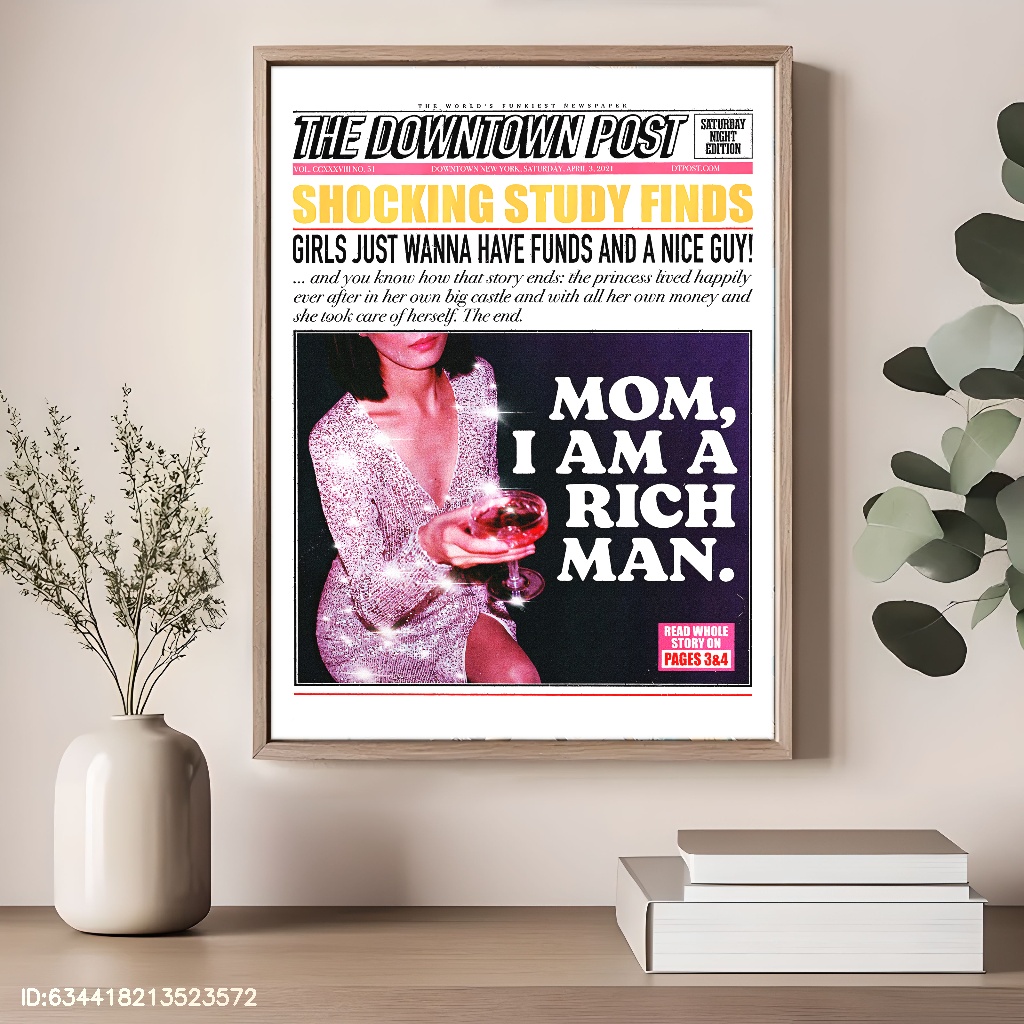 THE WORLD'S FUNKIEST NEWSPAPER
THE DOWNTOWN POST
SATURDAY
NIGHT
EDITION
VOL. CCXXXVIII NO. 51 DOWNTOWN NEW YORK, SATURDAY, APRIL 3, 2021 DTPOST.COM
SHOCKING STUDY FINDS
GIRLS JUST WANNA HAVE FUNDS AND A NICE GUY!
... and you know how that story ends: the princess lived happily
ever after in her own big castle and with all her own money and
she took care of herself. The end.
MOM,
I AM A
RICH
MAN.
READ WHOLE
STORY ON
PAGES 3&4
ID:634418213523572